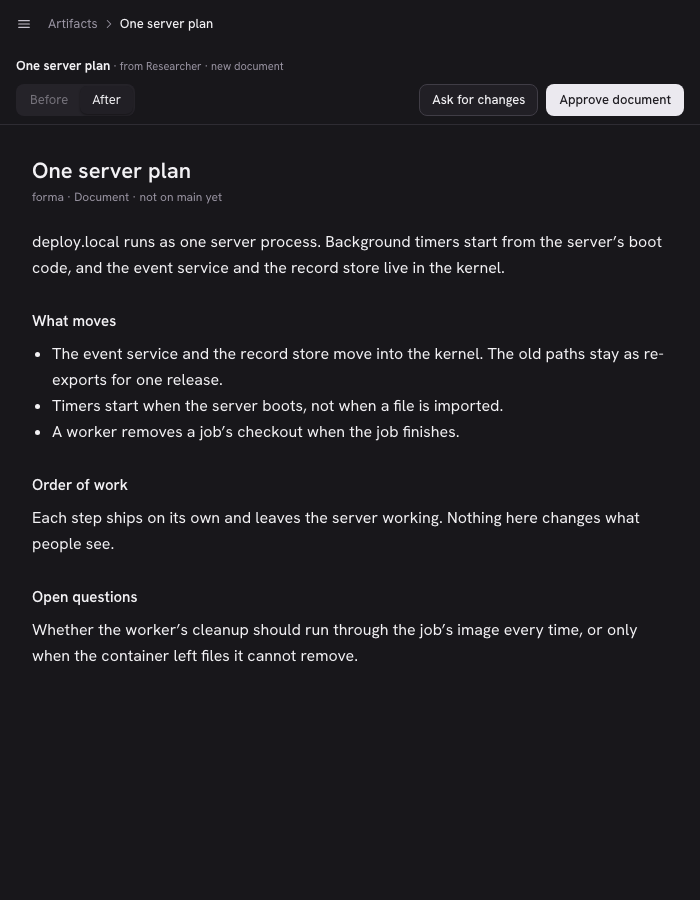 Artifacts > One server plan
One server plan · from Researcher · new document
Before After Ask for changes Approve document
One server plan
forma · Document · not on main yet
deploy.local runs as one server process. Background timers start from the server’s boot
code, and the event service and the record store live in the kernel.
What moves
• The event service and the record store move into the kernel. The old paths stay as re-
exports for one release.
• Timers start when the server boots, not when a file is imported.
• A worker removes a job’s checkout when the job finishes.
Order of work
Each step ships on its own and leaves the server working. Nothing here changes what
people see.
Open questions
Whether the worker’s cleanup should run through the job’s image every time, or only
when the container left files it cannot remove.